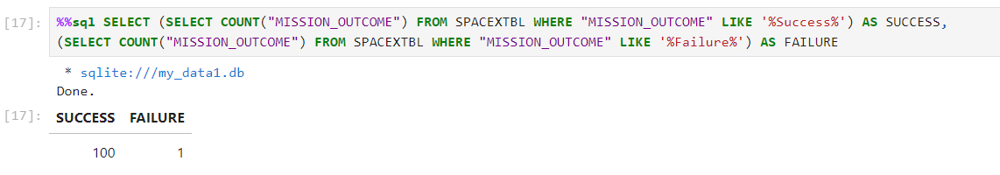 [17]: %%sql SELECT (SELECT COUNT("MISSION_OUTCOME") FROM SPACEXTBL WHERE "MISSION_OUTCOME" LIKE '%Success%') AS SUCCESS,
(SELECT COUNT("MISSION_OUTCOME") FROM SPACEXTBL WHERE "MISSION_OUTCOME" LIKE '%Failure%') AS FAILURE
* sqlite:///my_data1.db
Done.
[17]: SUCCESS FAILURE
100 1